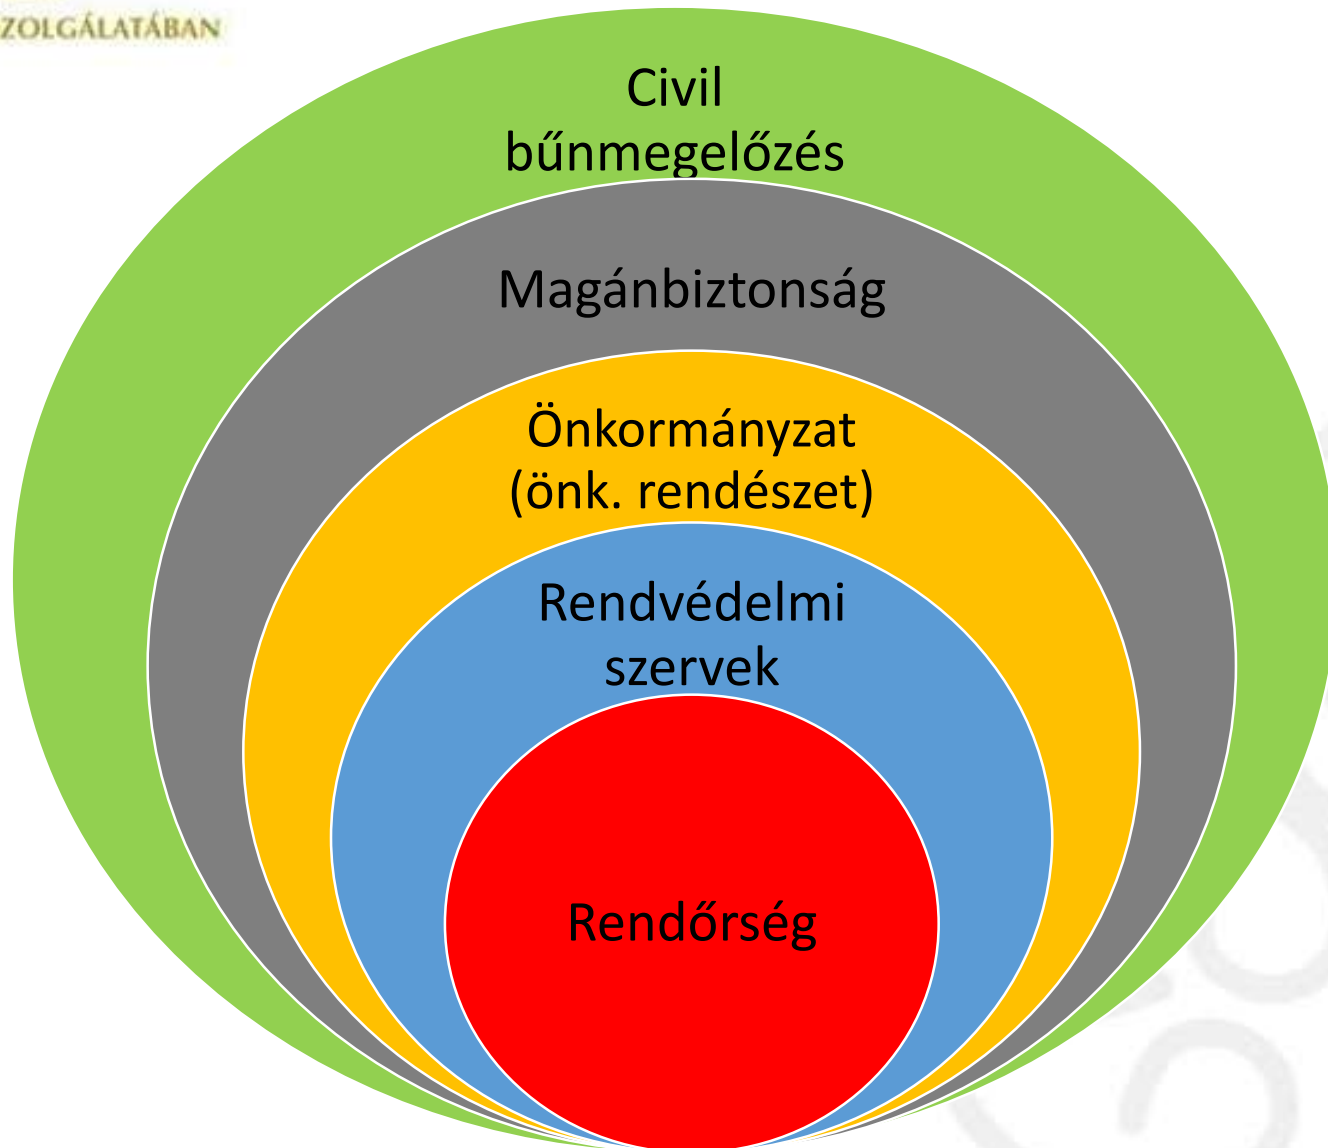 ZOLGÁLATÁBAN
Civil
bűnmegelőzés
Magánbiztonság
Önkormányzat
(önk. rendészet)
Rendvédelmi
szervek
Rendőrség